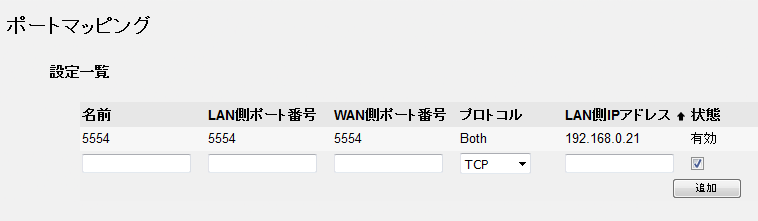 ポートマッピング
設定一覧
名前 LAN側ポート番号 WAN側ポート番号 プロトコル LAN側IPアドレス 状態
5554 5554 5554 Both 192.168.0.21 有効
TCP
追加